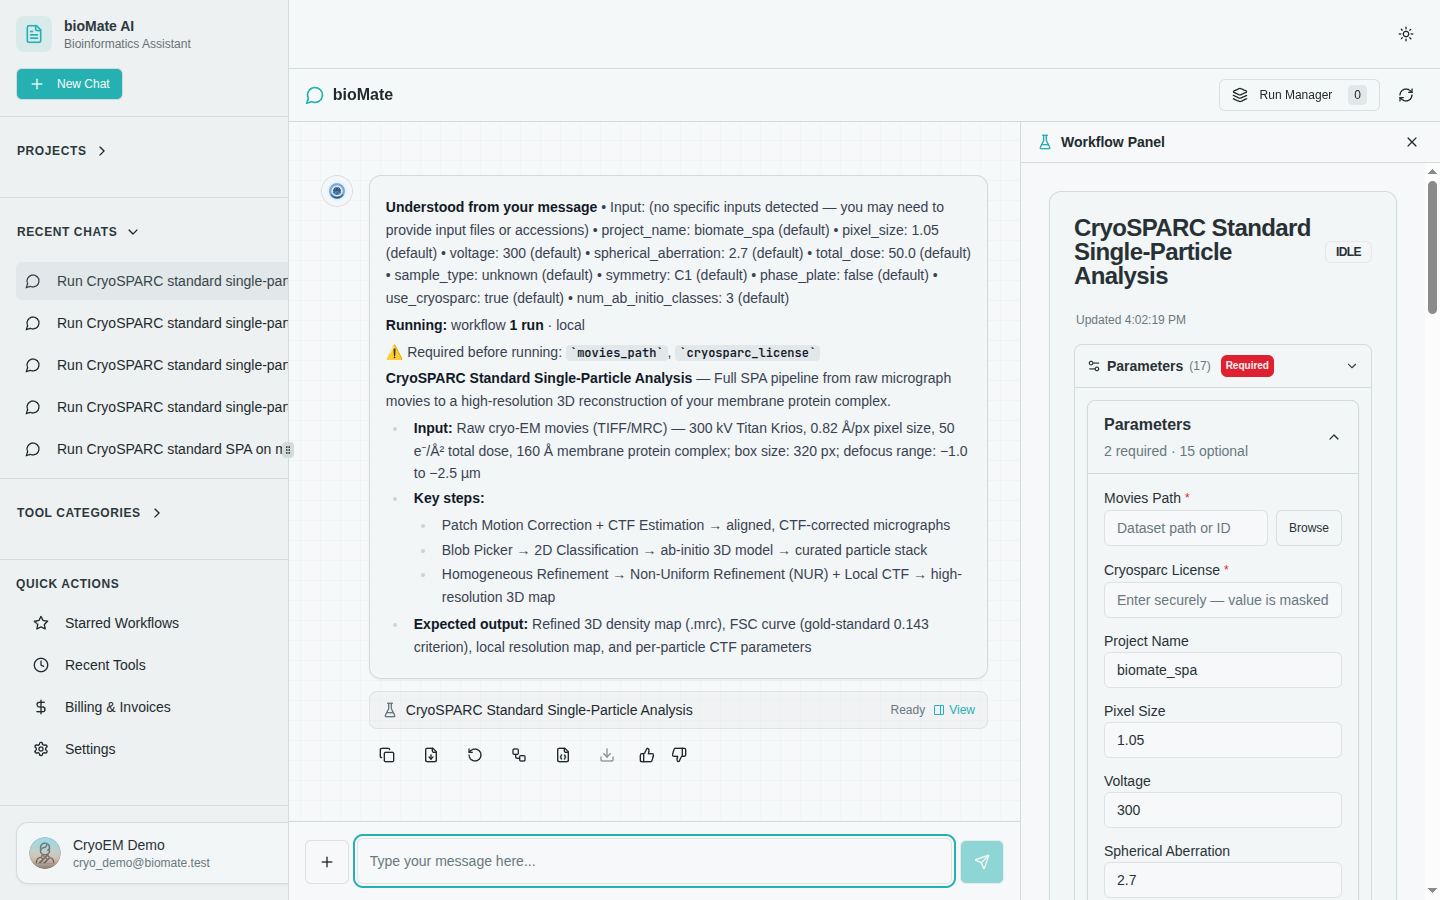 bioMate AI
Bioinformatics Assistant
New Chat
PROJECTS
RECENT CHATS
Run CryoSPARC standard single-par
Run CryoSPARC standard single-par
Run CryoSPARC standard single-par
Run CryoSPARC standard single-par
Run CryoSPARC standard SPA on m
TOOL CATEGORIES
QUICK ACTIONS
Starred Workflows
Recent Tools
Billing & Invoices
Settings
CryoEM Demo
cryo_demo@biomate.test
bioMate
Run Manager 0
Understood from your message • Input: (no specific inputs detected — you may need to
provide input files or accessions) • project_name: biomate_spa (default) • pixel_size: 1.05
(default) • voltage: 300 (default) • spherical_aberration: 2.7 (default) • total_dose: 50.0 (default)
• sample_type: unknown (default) • symmetry: C1 (default) • phase_plate: false (default) •
use_cryosparc: true (default) • num_ab_initio_classes: 3 (default)
Running: workflow 1 run · local
⚠️ Required before running: `movies_path`, `cryosparc_license`
CryoSPARC Standard Single-Particle Analysis — Full SPA pipeline from raw micrograph
movies to a high-resolution 3D reconstruction of your membrane protein complex.
Input: Raw cryo-EM movies (TIFF/MRC) — 300 kV Titan Krios, 0.82 Å/px pixel size, 50
e⁻/Å² total dose, 160 Å membrane protein complex; box size: 320 px; defocus range: −1.0
to −2.5 µm
Key steps:
Patch Motion Correction + CTF Estimation → aligned, CTF-corrected micrographs
Blob Picker → 2D Classification → ab-initio 3D model → curated particle stack
Homogeneous Refinement → Non-Uniform Refinement (NUR) + Local CTF → high-
resolution 3D map
Expected output: Refined 3D density map (.mrc), FSC curve (gold-standard 0.143
criterion), local resolution map, and per-particle CTF parameters
CryoSPARC Standard Single-Particle Analysis Ready View
Type your message here...
Workflow Panel
CryoSPARC Standard
Single-Particle
Analysis
IDLE
Updated 4:02:19 PM
Parameters (17) Required
Parameters
2 required · 15 optional
Movies Path *
Dataset path or ID Browse
Cryosparc License *
Enter securely — value is masked
Project Name
biomate_spa
Pixel Size
1.05
Voltage
300
Spherical Aberration
2.7